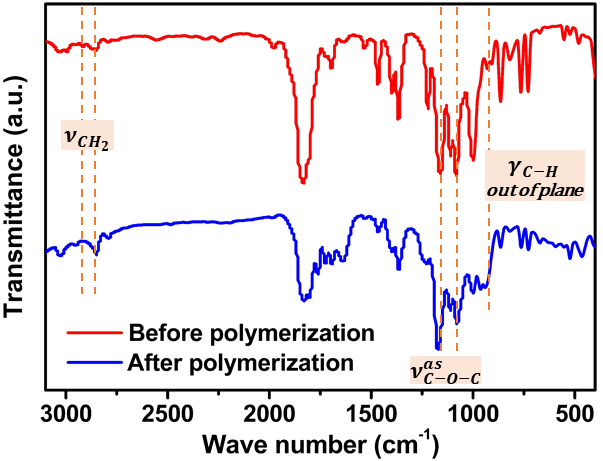 Transmittance (a.u.)
ν_CH₂
γ_C−H
out of plane
Before polymerization
After polymerization
ν^as_C−O−C
3000 2500 2000 1500 1000 500
Wave number (cm⁻¹)